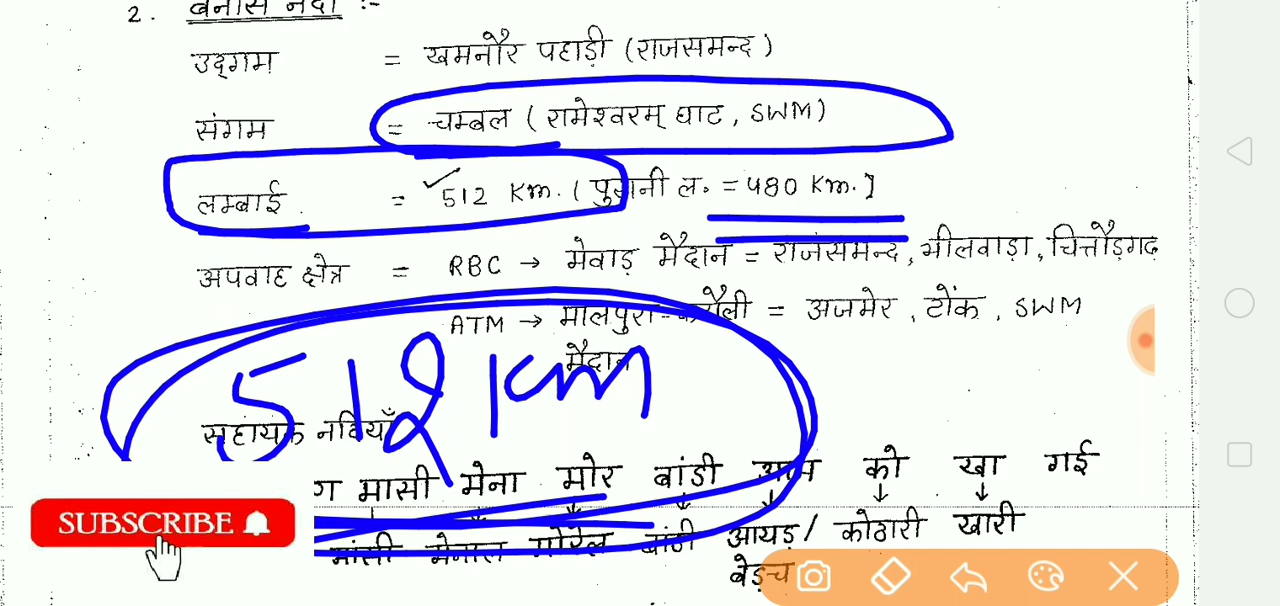 2. बनास नदी :-
उद्‌गम = खमनौर पहाड़ी (राजसमन्द)
संगम = चम्बल ( रामेश्वरम् घाट, SWM)
लम्बाई = ✓512 Km. ( पुरानी ल॰ = 480 Km.]
अपवाह क्षेत्र = RBC → मेवाड़ मैदान = राजसमन्द, भीलवाड़ा, चित्तौड़गढ़
ATM → मालपुरा-करौली = अजमेर, टोंक, SWM
मैदान
512 Km
सहायक नदियाँ
ग मासी मेना मोर बांडी आय को खा गई
मांसी मेनाल मोरेल बांडी आयड़/ कोठारी खारी
बेड़च
SUBSCRIBE